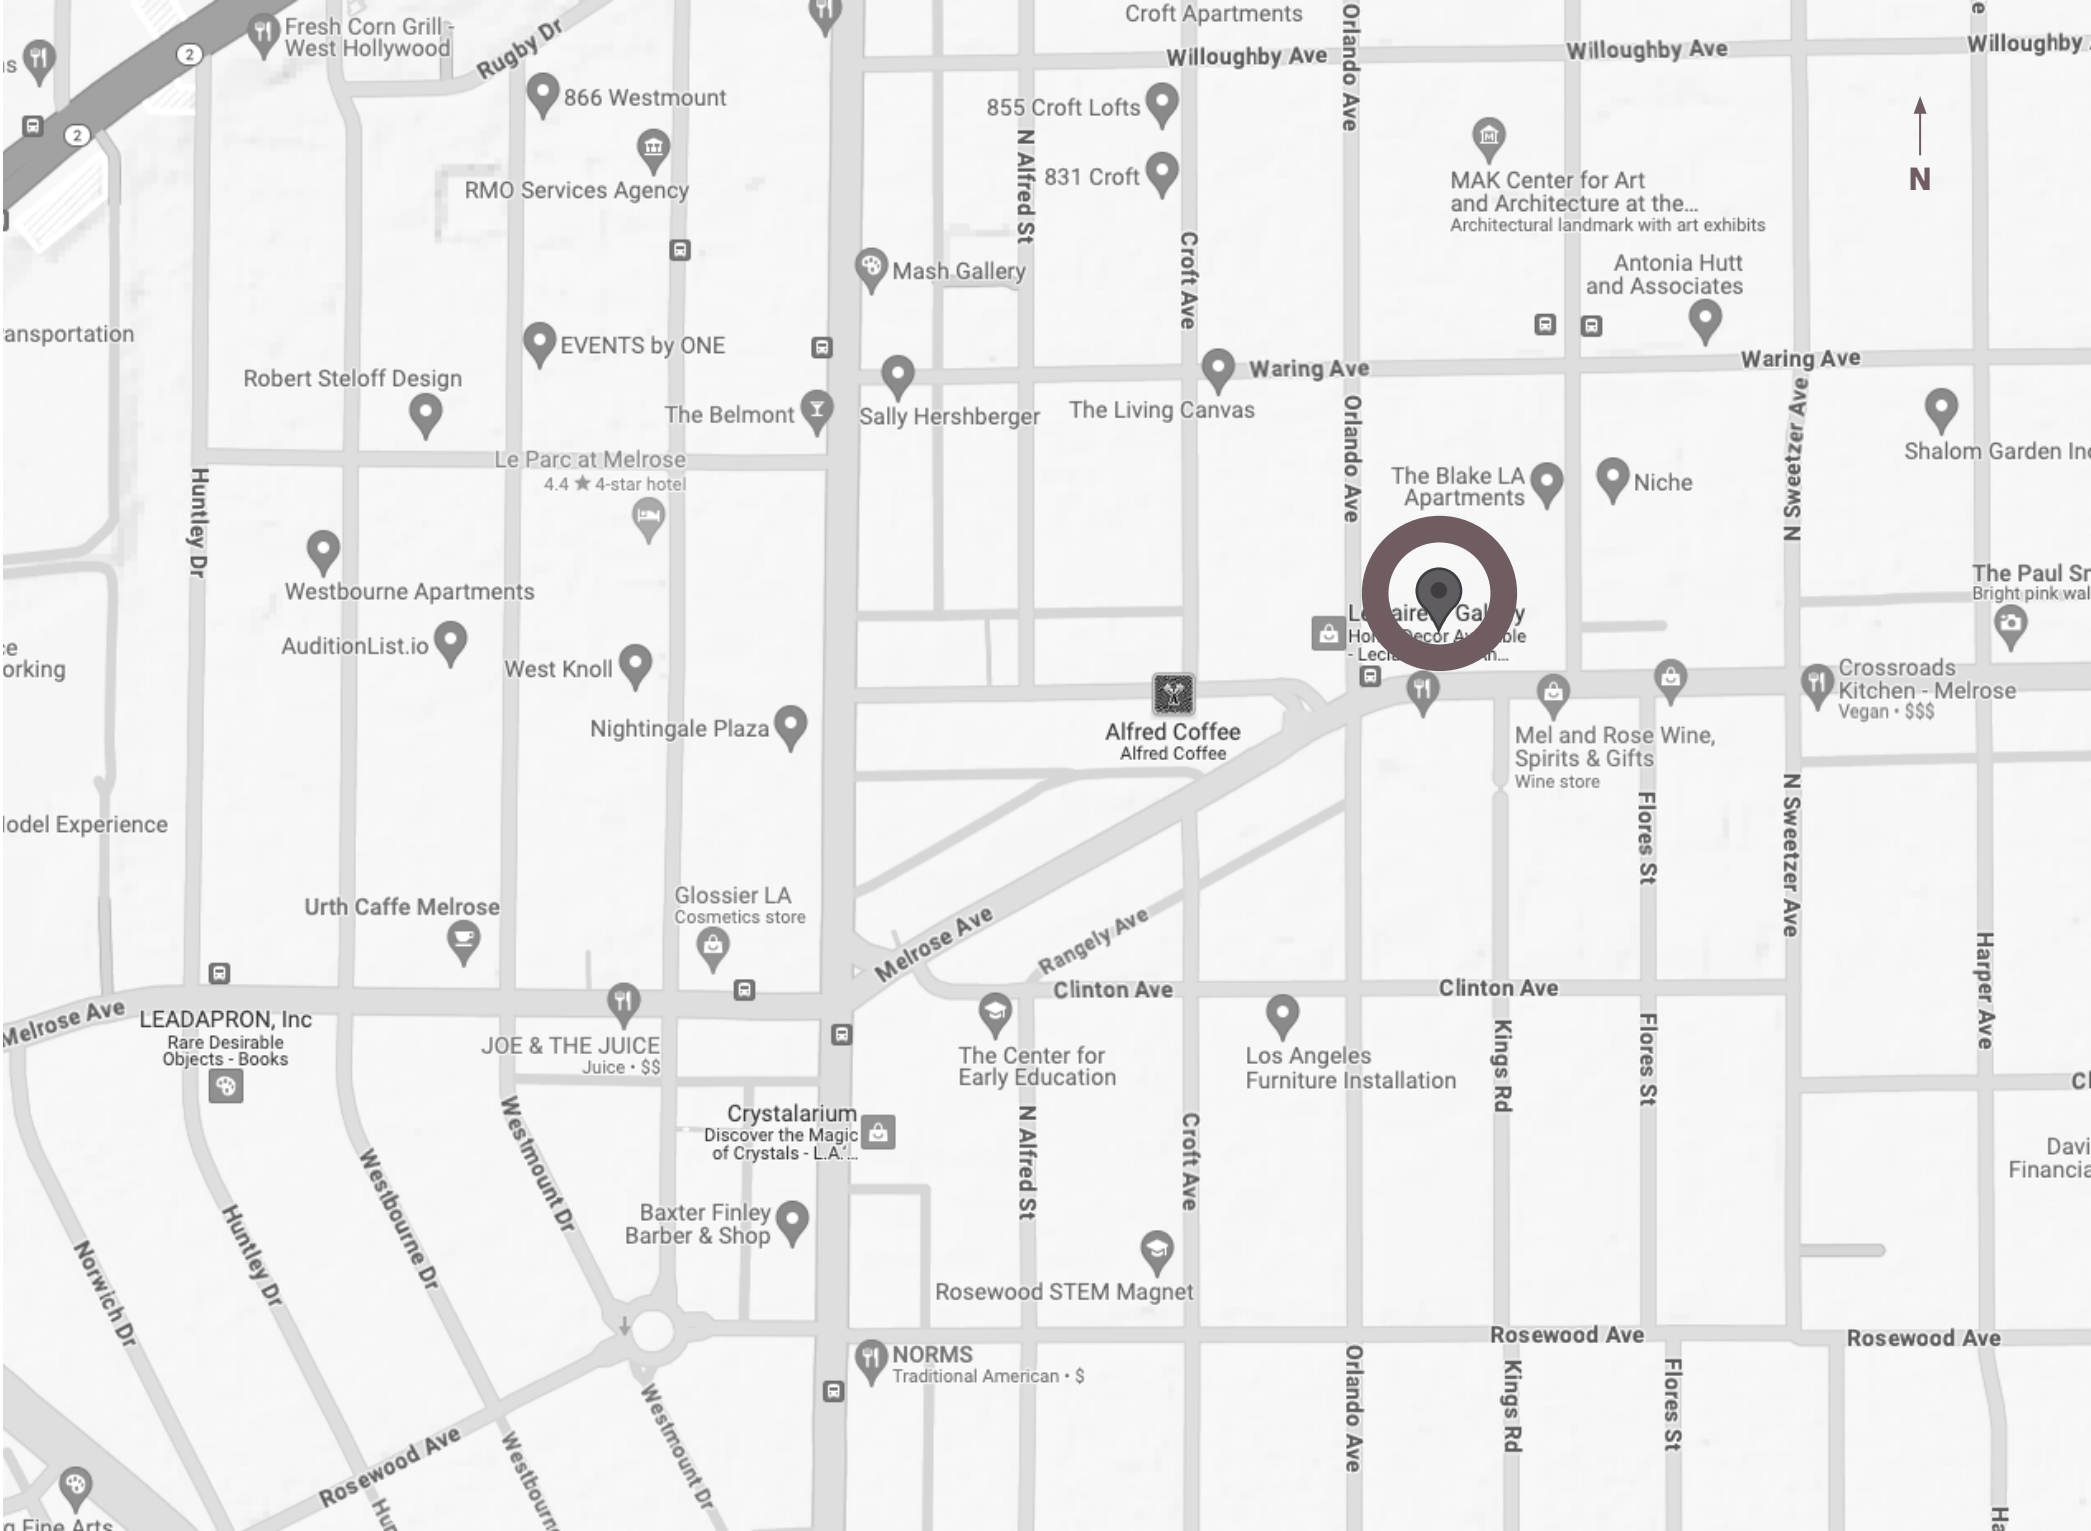 Croft Apartments
Fresh Corn Grill -
West Hollywood
Rugby Dr
2
2
Willoughby Ave
Willoughby Ave
Willoughby
Orlando Ave
866 Westmount
855 Croft Lofts
N
RMO Services Agency
N Alfred St
831 Croft
MAK Center for Art
and Architecture at the...
Architectural landmark with art exhibits
Mash Gallery
Croft Ave
Antonia Hutt
and Associates
ansportation
EVENTS by ONE
Robert Steloff Design
Waring Ave
Waring Ave
The Belmont
Sally Hershberger
The Living Canvas
Orlando Ave
N Sweetzer Ave
Shalom Garden Inc
Le Parc at Melrose
4.4 ★ 4-star hotel
Huntley Dr
The Blake LA
Apartments
Niche
Westbourne Apartments
The Paul Sm
Bright pink wal
AuditionList.io
West Knoll
orking
Crossroads
Kitchen - Melrose
Vegan • $$$
Nightingale Plaza
Alfred Coffee
Alfred Coffee
Mel and Rose Wine,
Spirits & Gifts
Wine store
odel Experience
Flores St
N Sweetzer Ave
Urth Caffe Melrose
Glossier LA
Cosmetics store
Melrose Ave
Rangely Ave
Harper Ave
Clinton Ave
Clinton Ave
Melrose Ave
LEADAPRON, Inc
Rare Desirable
Objects - Books
JOE & THE JUICE
Juice • $$
The Center for
Early Education
Los Angeles
Furniture Installation
Kings Rd
Flores St
Cl
Crystalarium
Discover the Magic
of Crystals - L.A....
Westmount Dr
N Alfred St
Croft Ave
Davi
Financia
Westbourne Dr
Huntley Dr
Norwich Dr
Baxter Finley
Barber & Shop
Rosewood STEM Magnet
Rosewood Ave
Rosewood Ave
NORMS
Traditional American • $
Orlando Ave
Kings Rd
Flores St
Westmount Dr
Rosewood Ave
Westbourne
Hun
Ha
g Fine Arts